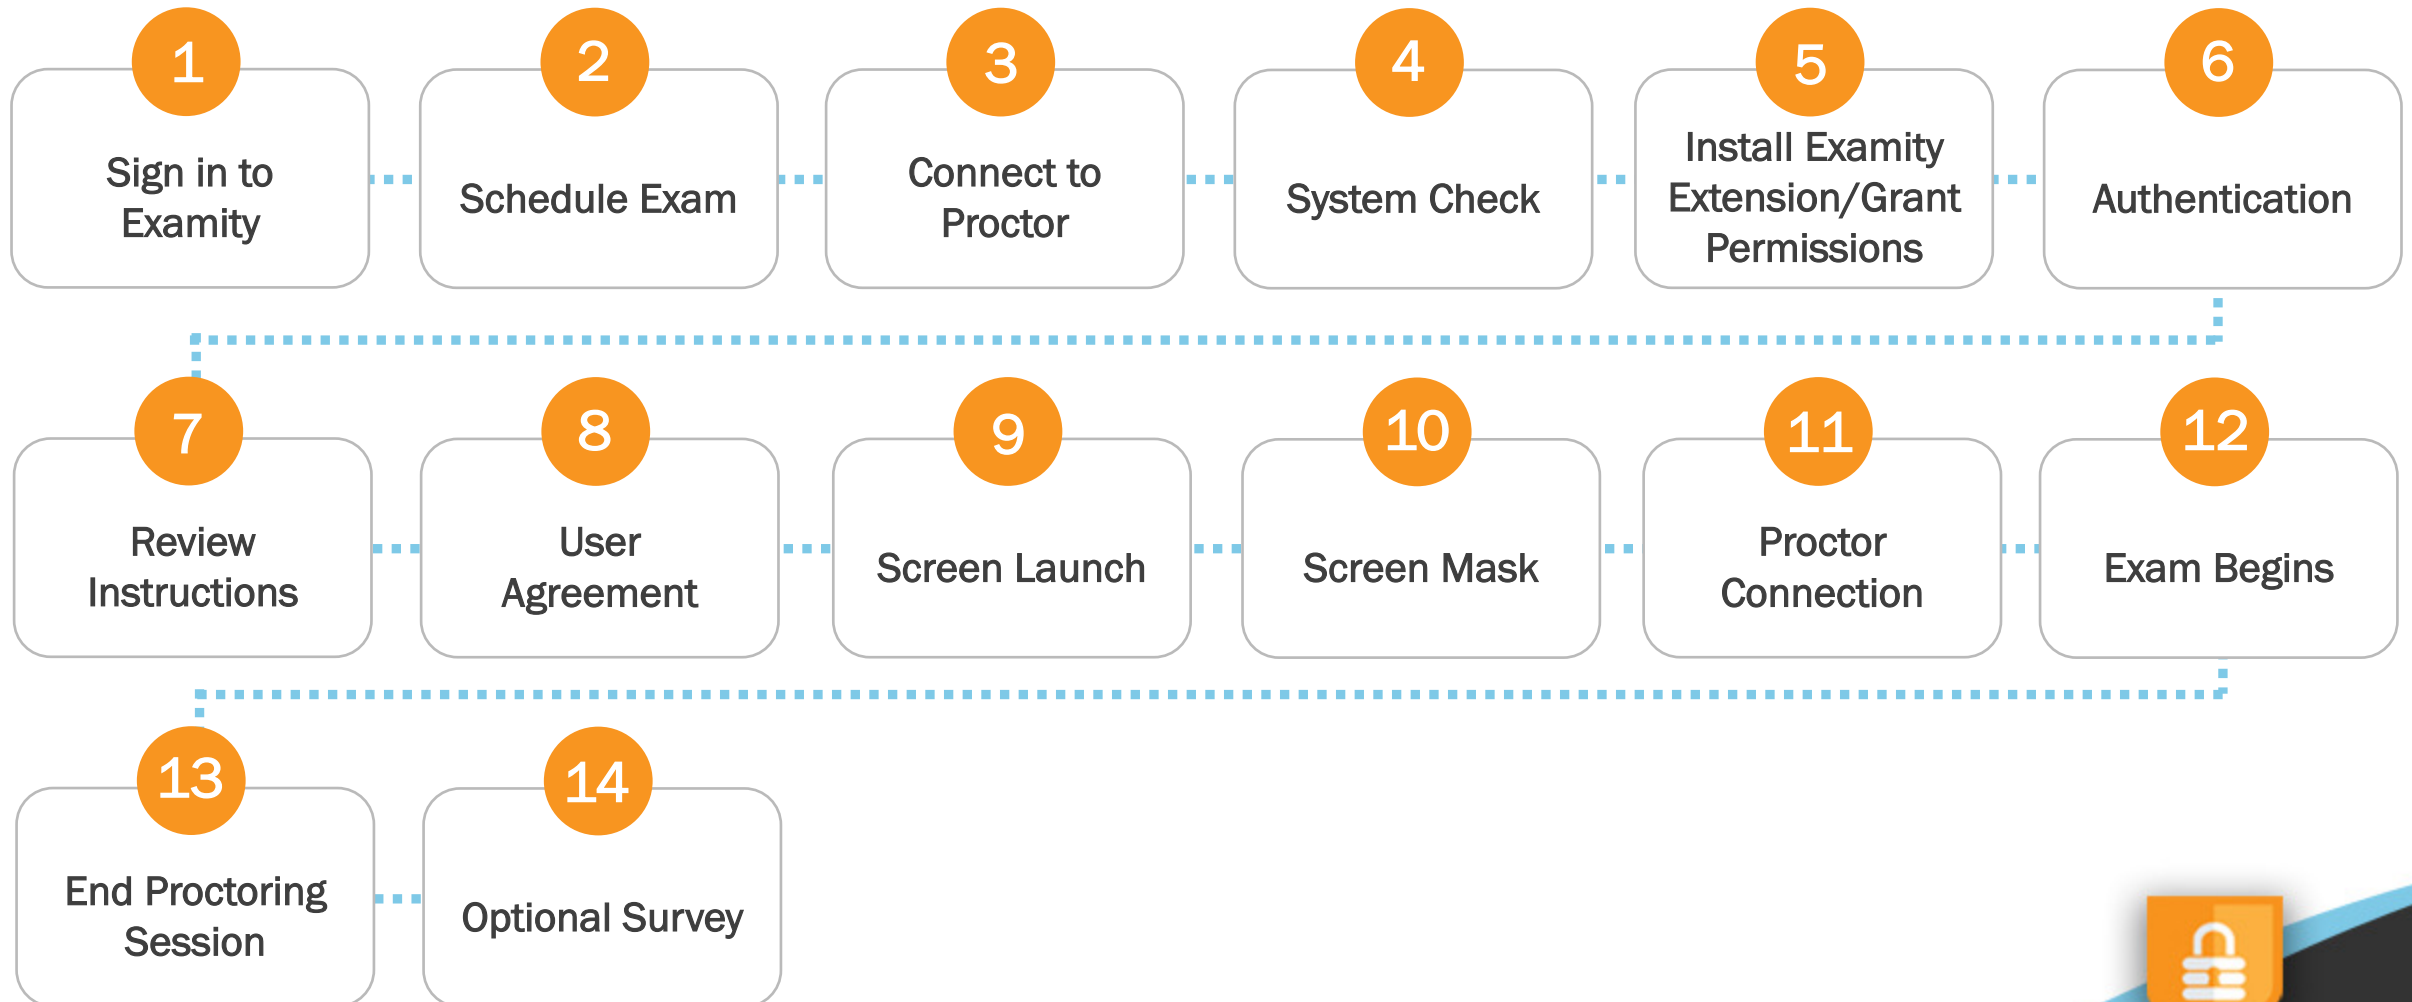 1
Sign in to
Examity
2
Schedule Exam
3
Connect to
Proctor
4
System Check
5
Install Examity
Extension/Grant
Permissions
6
Authentication
7
Review
Instructions
8
User
Agreement
9
Screen Launch
10
Screen Mask
11
Proctor
Connection
12
Exam Begins
13
End Proctoring
Session
14
Optional Survey